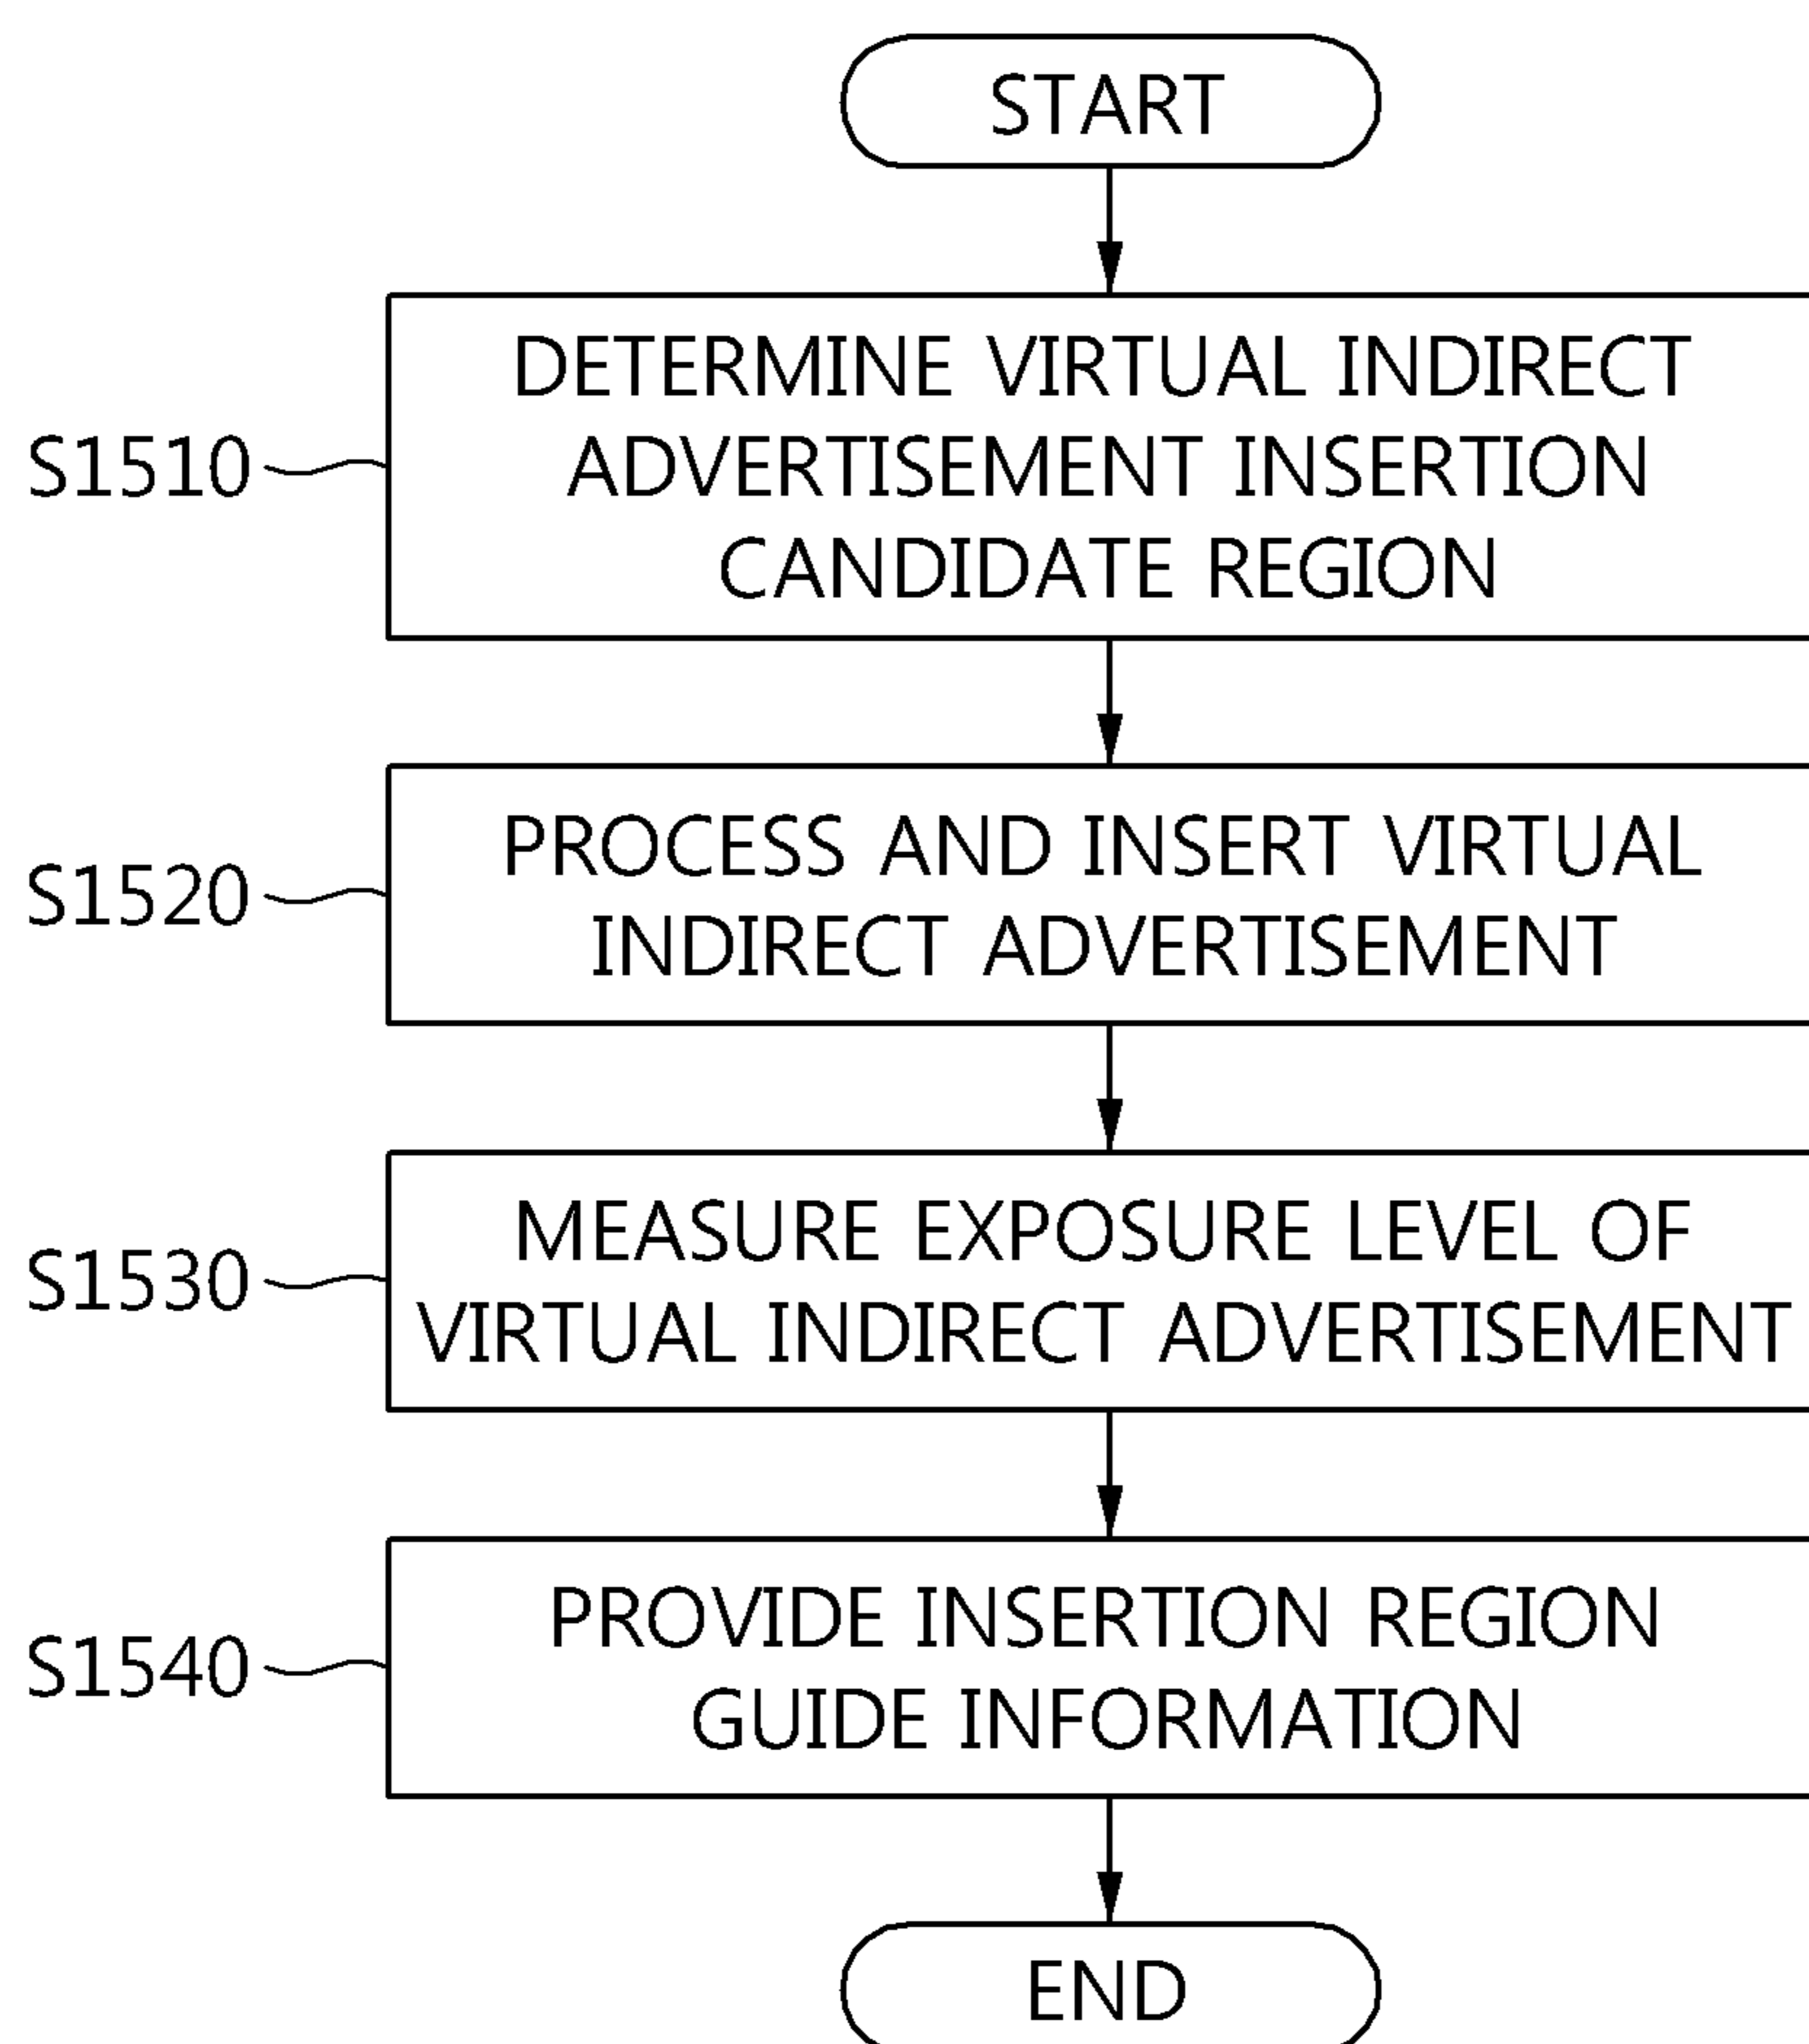 START
DETERMINE VIRTUAL INDIRECT
ADVERTISEMENT INSERTION
CANDIDATE REGION
S1510
PROCESS AND INSERT VIRTUAL
INDIRECT ADVERTISEMENT
S1520
MEASURE EXPOSURE LEVEL OF
VIRTUAL INDIRECT ADVERTISEMENT
S1530
PROVIDE INSERTION REGION
GUIDE INFORMATION
S1540
END